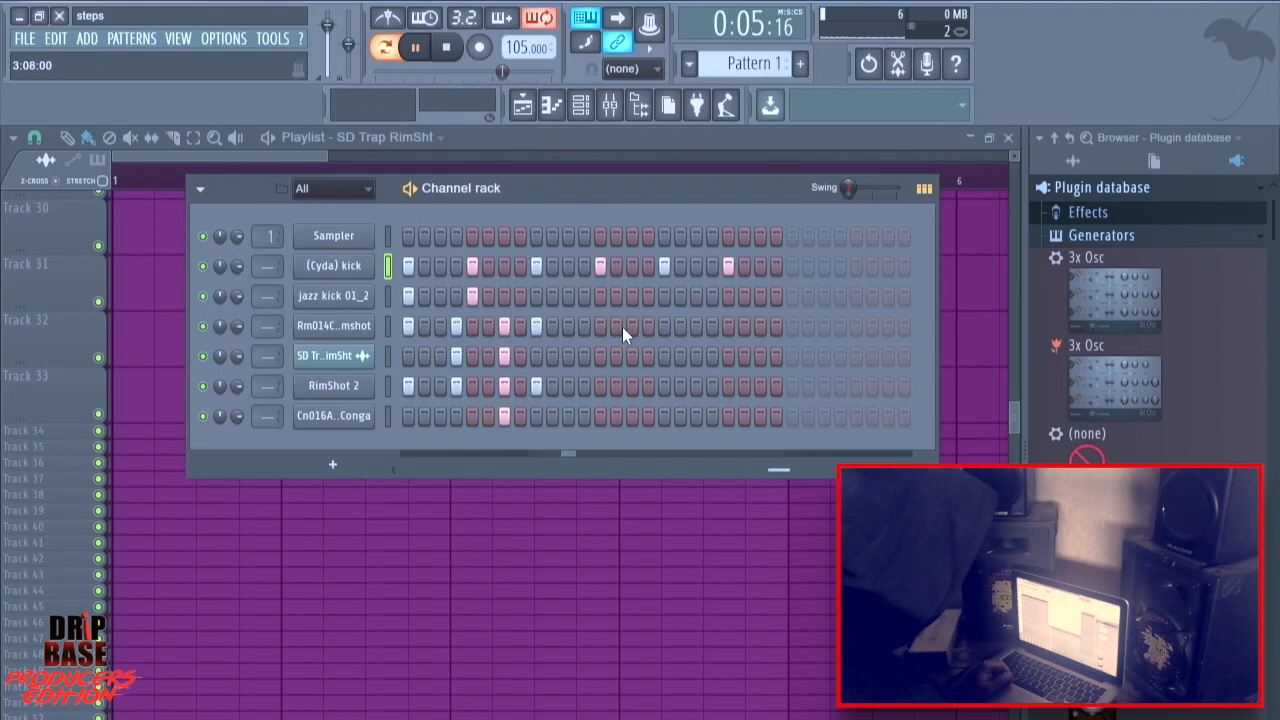 steps
FILE EDIT ADD PATTERNS VIEW OPTIONS TOOLS ?
3:08:00
3.2.
105.000
(none)
0:05:16
M:S:CS
Pattern 1
6
0 MB
2
Playlist - SD Trap RimSht
Z-CROSS
STRETCH
1
6
Track 30
Track 31
Track 32
Track 33
Track 34
Track 35
Track 36
Track 37
Track 38
Track 39
Track 40
Track 41
Track 42
Track 43
Track 44
Track 45
Track 46
Track 47
All
Channel rack
Swing
1
Sampler
(Cyda) kick
jazz kick 01_2
Rm014C..mshot
SD Tr..imSht
RimShot 2
Cn016A..Conga
Browser - Plugin database
Plugin database
Effects
Generators
3x Osc
3x Osc
(none)
DRiP
BASE
PRODUCERS
EDITION